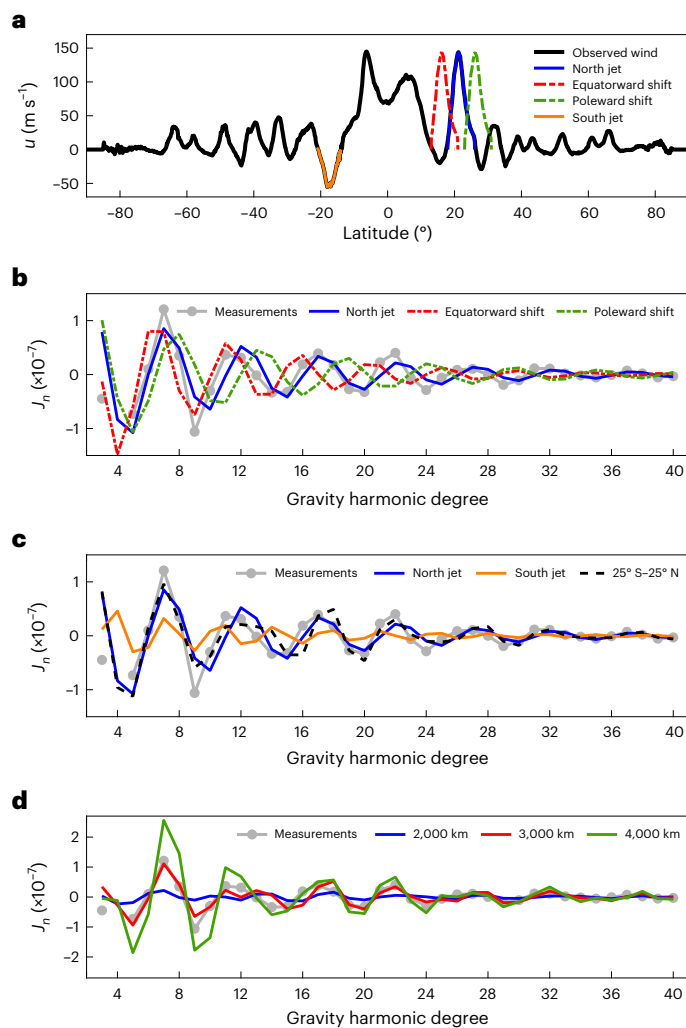 a
u (m s⁻¹)
150
100
50
0
−50
Observed wind
North jet
Equatorward shift
Poleward shift
South jet
−80 −60 −40 −20 0 20 40 60 80
Latitude (°)
b
Jₙ (×10⁻⁷)
1
0
−1
Measurements North jet Equatorward shift Poleward shift
4 8 12 16 20 24 28 32 36 40
Gravity harmonic degree
c
Jₙ (×10⁻⁷)
1
0
−1
Measurements North jet South jet 25° S–25° N
4 8 12 16 20 24 28 32 36 40
Gravity harmonic degree
d
Jₙ (×10⁻⁷)
2
1
0
−1
−2
Measurements 2,000 km 3,000 km 4,000 km
4 8 12 16 20 24 28 32 36 40
Gravity harmonic degree